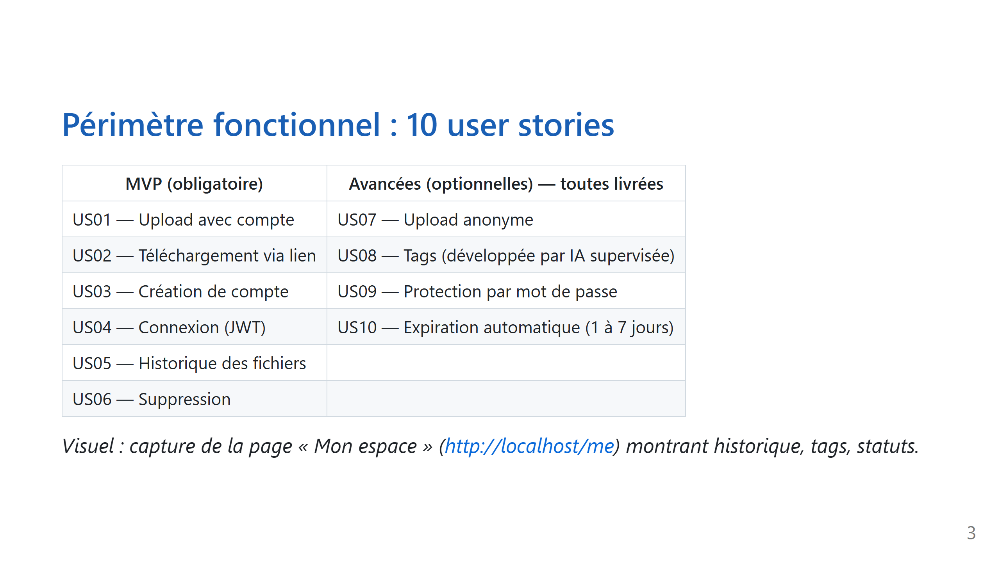 Périmètre fonctionnel : 10 user stories
MVP (obligatoire)
Avancées (optionnelles) — toutes livrées
US01 — Upload avec compte
US07 — Upload anonyme
US02 — Téléchargement via lien
US08 — Tags (développée par IA supervisée)
US03 — Création de compte
US09 — Protection par mot de passe
US04 — Connexion (JWT)
US10 — Expiration automatique (1 à 7 jours)
US05 — Historique des fichiers
US06 — Suppression
Visuel : capture de la page « Mon espace » (http://localhost/me) montrant historique, tags, statuts.
3